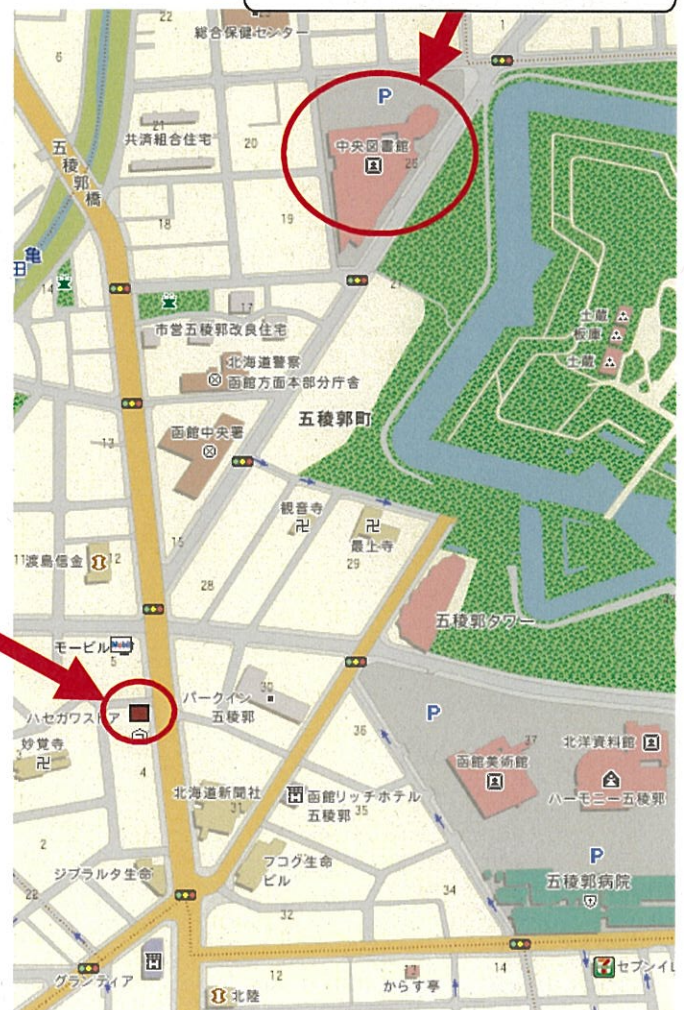 22
23
総合保健センター
1
6
P
21
共済組合住宅
20
中央図書館
26
五稜郭橋
18
19
亀
田
14
21
17
市営五稜郭改良住宅
土蔵
板庫
土蔵
北海道警察
函館方面本部分庁舎
五稜郭町
函館中央署
13
観音寺
最上寺
15
29
11
渡島信金
12
28
五稜郭タワー
モービル
Mobil
5
30
パークイン
五稜郭
P
ハセガワストア
36
妙覚寺
3
37
北洋資料館
函館美術館
4
北海道新聞社
31
函館リッチホテル
五稜郭
35
ハーモニー五稜郭
2
P
フコク生命
ビル
五稜郭病院
ジブラルタ生命
34
22
32
グランティア
12
13
14
からす亭
7
セブンイレ
北陸